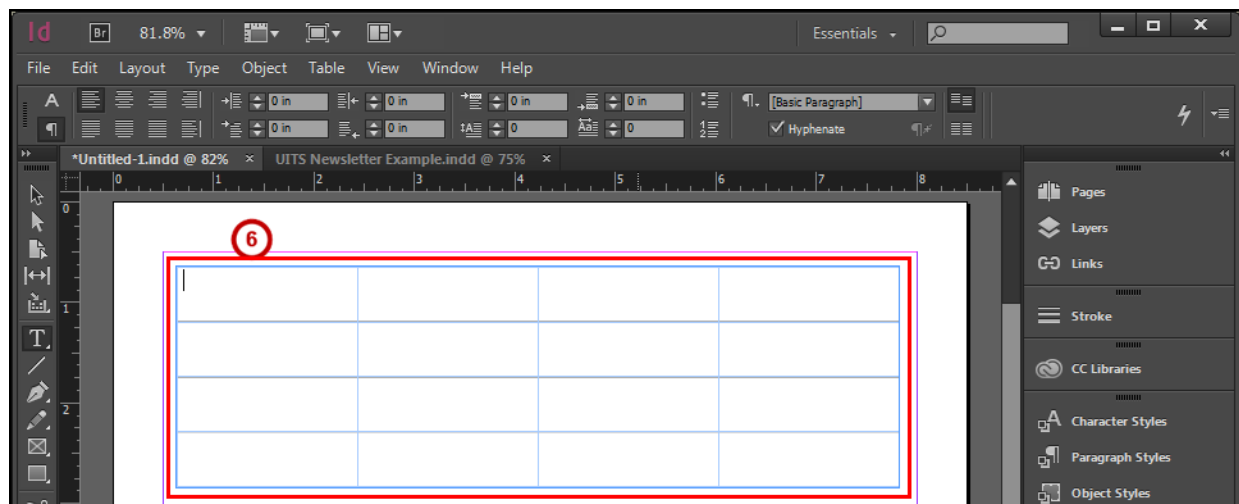 Id Br 81.8% Essentials
File Edit Layout Type Object Table View Window Help
A 0 in 0 in 0 in 0 in [Basic Paragraph]
¶ 0 in 0 in 0 0 Hyphenate
*Untitled-1.indd @ 82% × UITS Newsletter Example.indd @ 75% ×
0 1 2 3 4 5 6 7 8
0
1
2
6
T
Pages
Layers
Links
Stroke
CC Libraries
Character Styles
Paragraph Styles
Object Styles